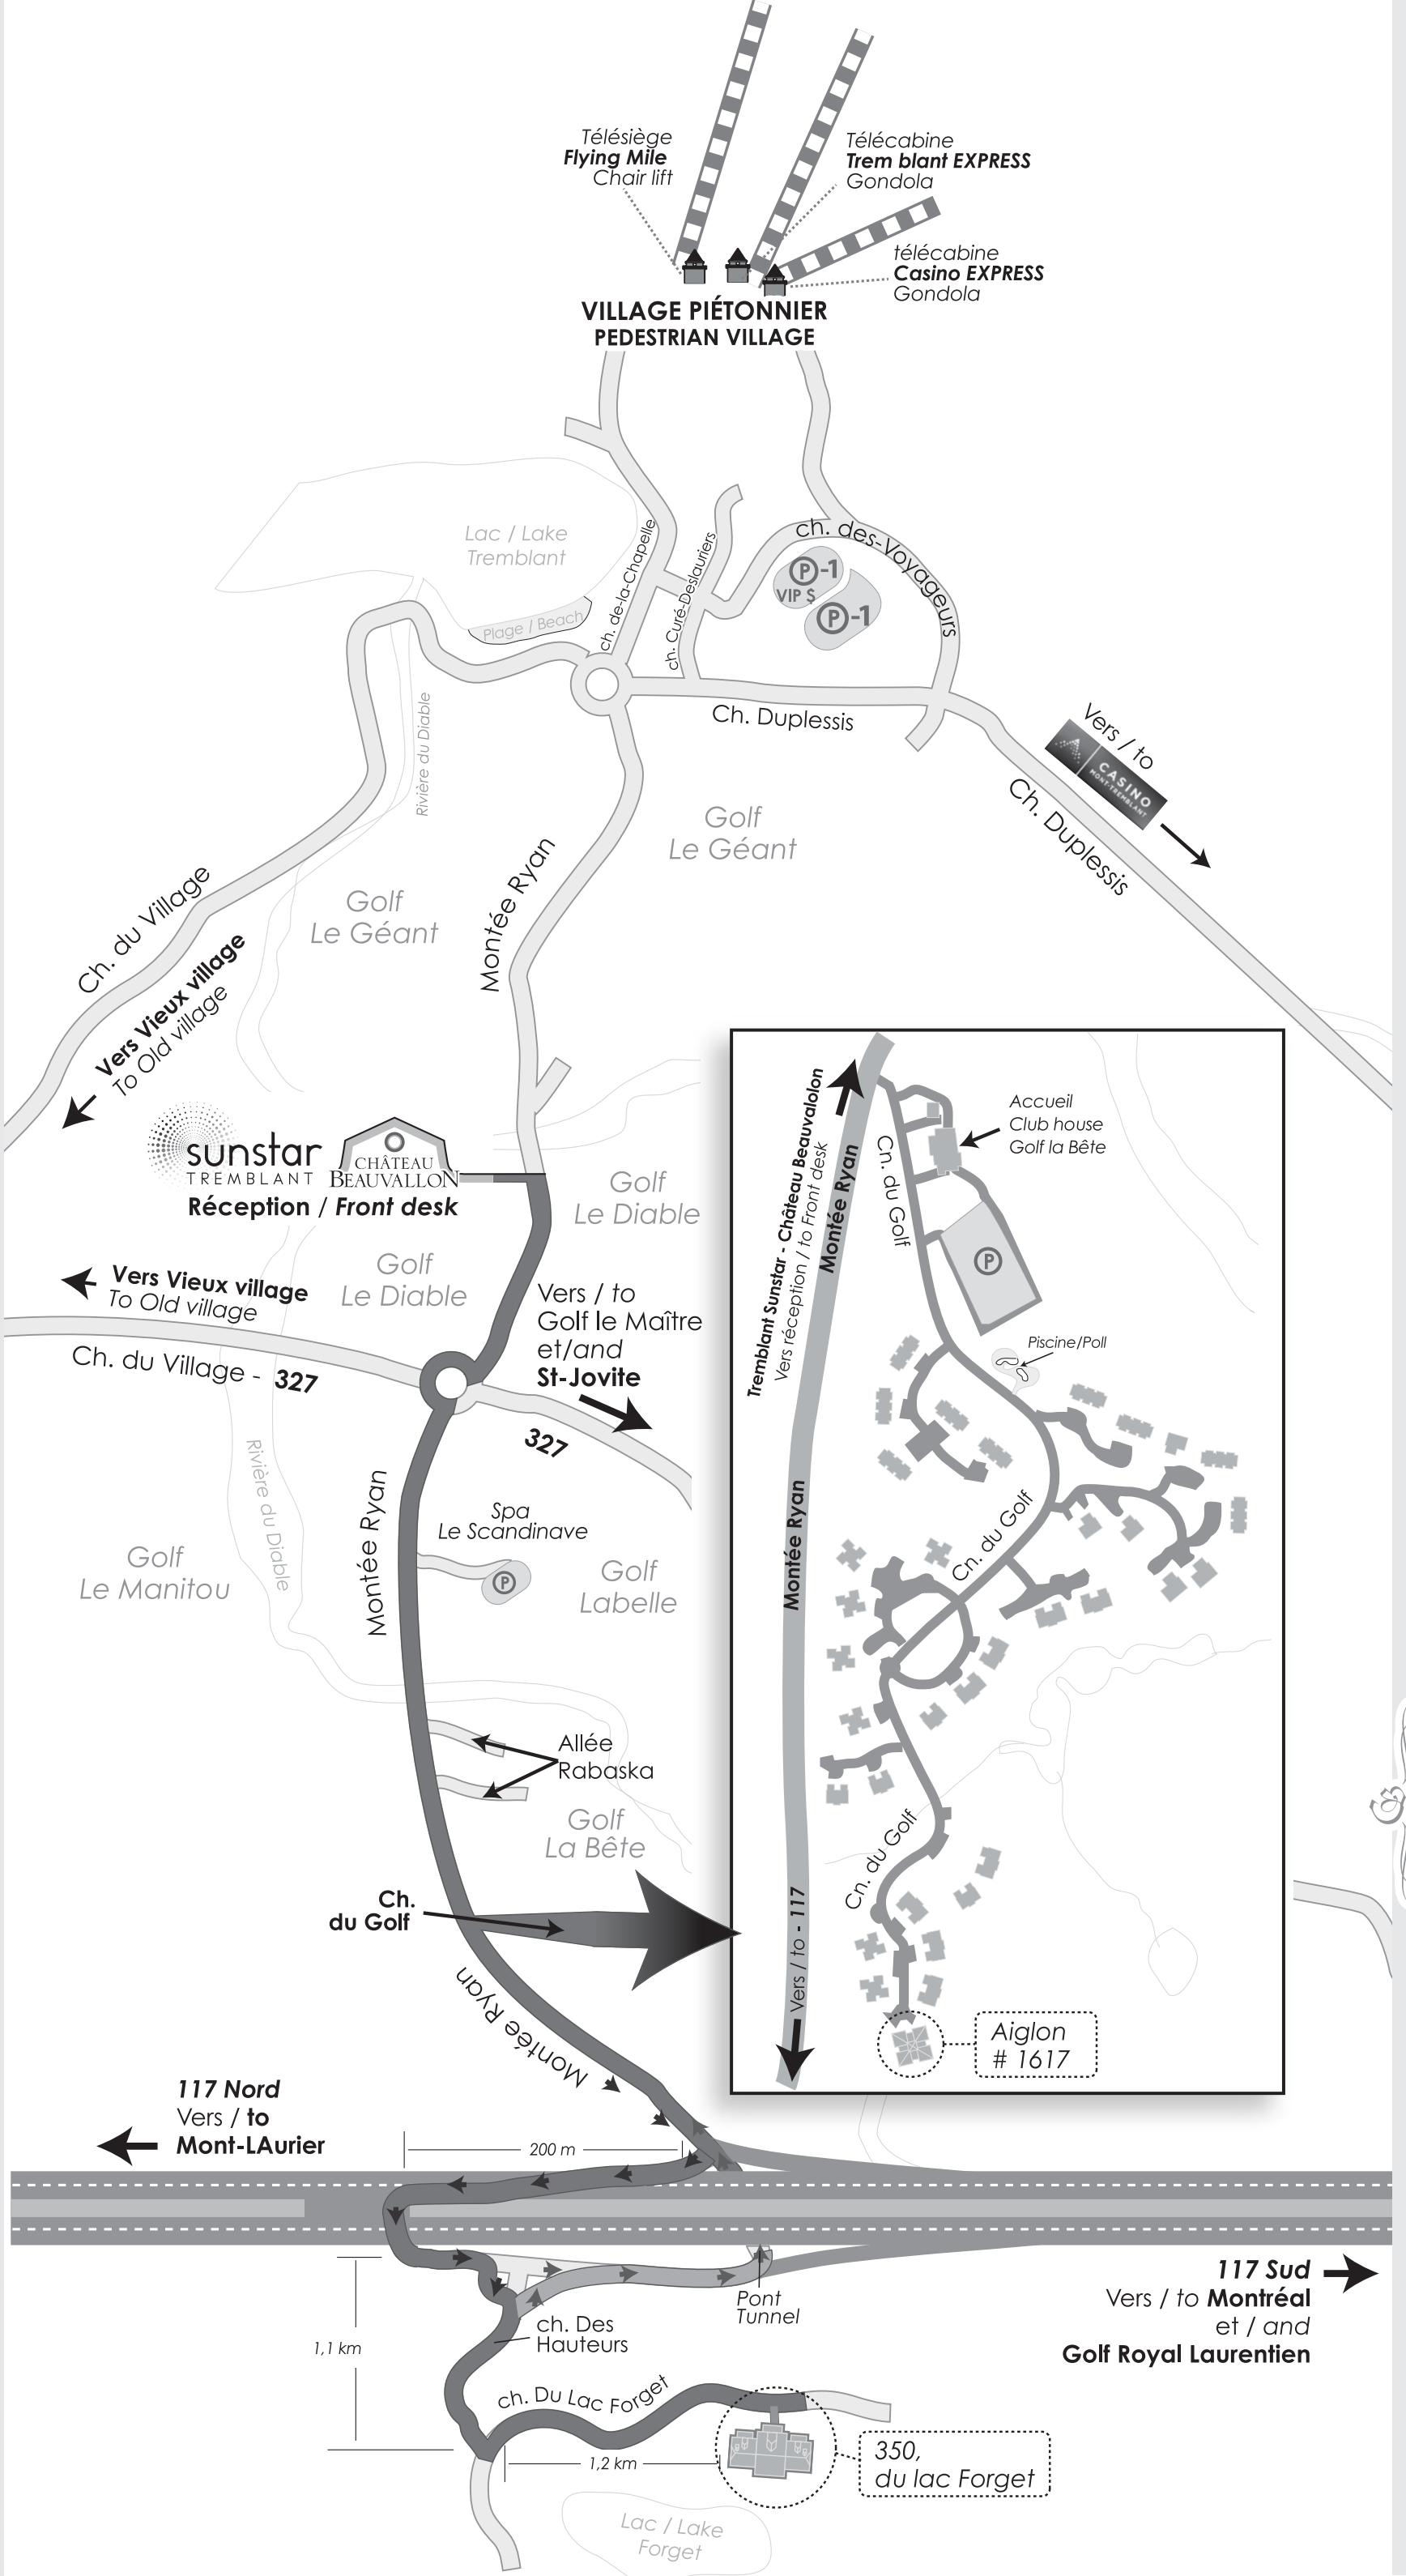 Télésiège
Flying Mile
Chair lift
Télécabine
Trem blant EXPRESS
Gondola
télécabine
Casino EXPRESS
Gondola
VILLAGE PIÉTONNIER
PEDESTRIAN VILLAGE
Lac / Lake
Tremblant
Plage / Beach
ch. de-la-Chapelle
ch. Curé-Deslauriers
ch. des-Voyageurs
P-1
VIP $
P-1
Ch. Duplessis
Vers / to
CASINO
MONT-TREMBLANT
Ch. Duplessis
Rivière du Diable
Golf
Le Géant
Golf
Le Géant
Montée Ryan
Ch. du Village
Vers Vieux village
To Old village
sunstar
TREMBLANT
CHÂTEAU
BEAUVALLON
Réception / Front desk
Golf
Le Diable
Golf
Le Diable
Vers Vieux village
To Old village
Ch. du Village - 327
Vers / to
Golf le Maître
et/and
St-Jovite
327
Montée Ryan
Rivière du Diable
Spa
Le Scandinave
P
Golf
Le Manitou
Golf
Labelle
Allée
Rabaska
Golf
La Bête
Ch.
du Golf
Montée Ryan
Tremblant Sunstar - Château Beauvalolon
Vers réception / to Front desk
Montée Ryan
Cn. du Golf
Accueil
Club house
Golf la Bête
P
Piscine/Poll
Montée Ryan
Cn. du Golf
Cn. du Golf
Vers / to - 117
Aiglon
# 1617
117 Nord
Vers / to
Mont-LAurier
200 m
117 Sud
Vers / to Montréal
et / and
Golf Royal Laurentien
Pont
Tunnel
ch. Des
Hauteurs
1,1 km
ch. Du Lac Forget
1,2 km
350,
du lac Forget
Lac / Lake
Forget